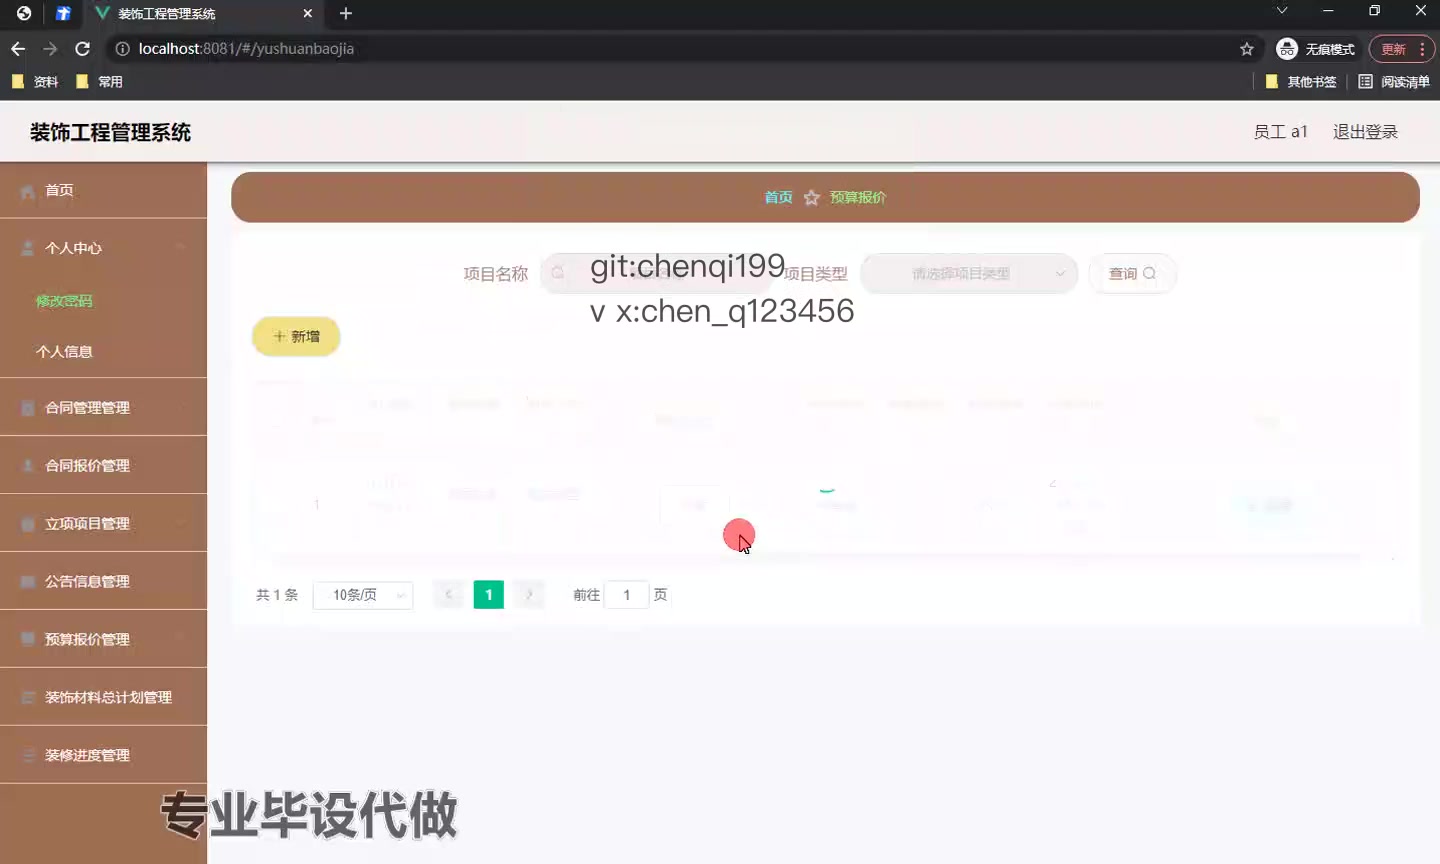 装饰工程管理系统
localhost:8081/#/yushuanbaojia
无痕模式
更新
资料
常用
其他书签
阅读清单
装饰工程管理系统
员工 a1
退出登录
首页
首页
预算报价
个人中心
项目名称
git:chenqi199
项目类型
请选择项目类型
查询
修改密码
v x:chen_q123456
+ 新增
个人信息
合同管理管理
合同报价管理
1
立项项目管理
公告信息管理
共 1 条
10条/页
1
前往
1
页
预算报价管理
装饰材料总计划管理
装修进度管理
专业毕设代做